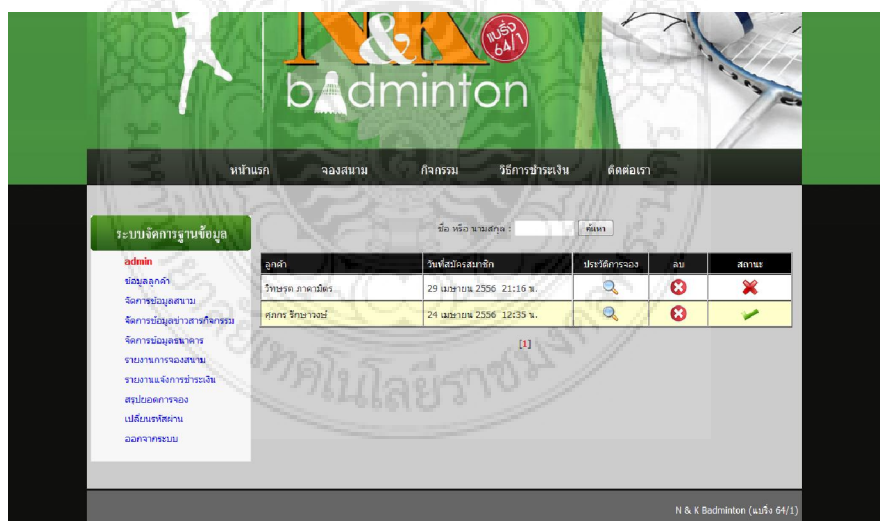 N&K
แบริ่ง
64/1
badminton
หน้าแรก จองสนาม กิจกรรม วิธีการชำระเงิน ติดต่อเรา
ระบบจัดการฐานข้อมูล
ชื่อ หรือ นามสกุล : ค้นหา
admin
ข้อมูลลูกค้า
จัดการข้อมูลสนาม
จัดการข้อมูลข่าวสารกิจกรรม
จัดการข้อมูลธนาคาร
รายงานการจองสนาม
รายงานแจ้งการชำระเงิน
สรุปยอดการจอง
เปลี่ยนรหัสผ่าน
ออกจากระบบ
ลูกค้า วันที่สมัครสมาชิก ประวัติการจอง ลบ สถานะ
29 เมษายน 2556 21:16 น.
ศุภกร รักษาวงษ์ 24 เมษายน 2556 12:35 น.
[1]
N & K Badminton (แบริ่ง 64/1)